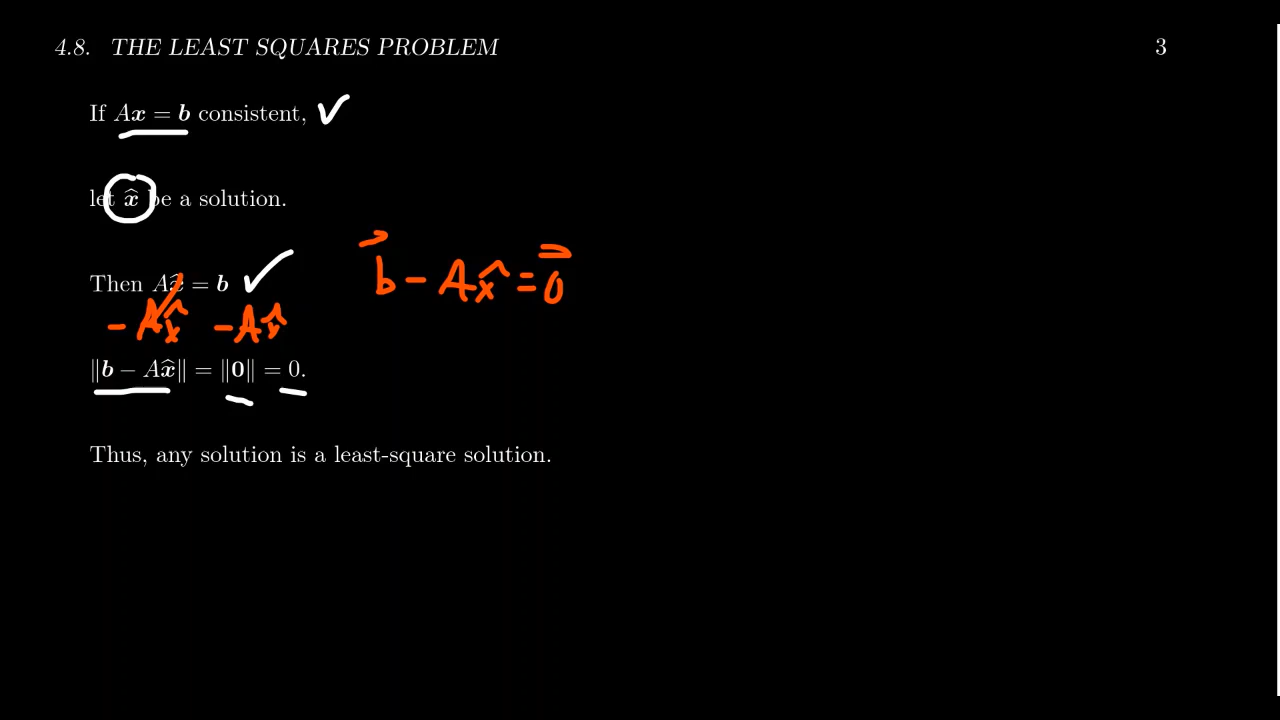 4.8. THE LEAST SQUARES PROBLEM 3
If Ax = b consistent, ✓
let x̂ be a solution.
Then Ax̂ = b ✓
b⃗ - Ax̂ = 0⃗
- Ax̂ - Ax̂
‖b − Ax̂‖ = ‖0‖ = 0.
Thus, any solution is a least-square solution.